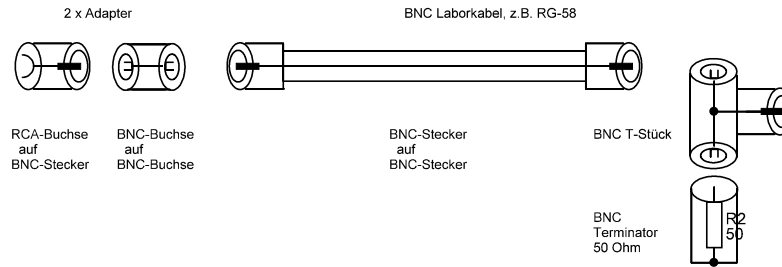 2 x Adapter
BNC Laborkabel, z.B. RG-58
RCA-Buchse
auf
BNC-Stecker
BNC-Buchse
auf
BNC-Buchse
BNC-Stecker
auf
BNC-Stecker
BNC T-Stück
BNC
Terminator
50 Ohm
R2
50